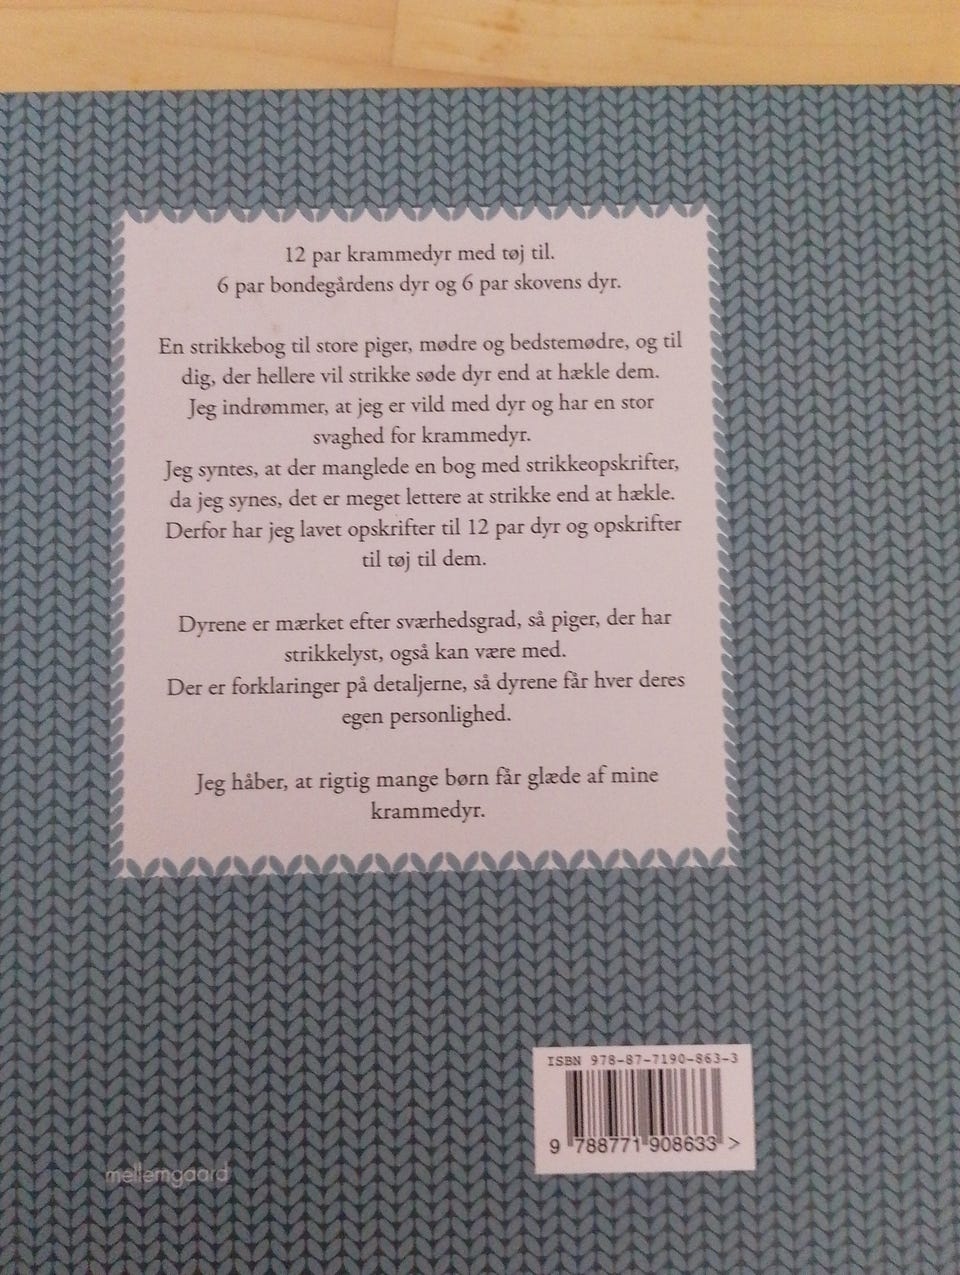 12 par krammedyr med tøj til.
6 par bondegårdens dyr og 6 par skovens dyr.
En strikkebog til store piger, mødre og bedstemødre, og til
dig, der hellere vil strikke søde dyr end at hækle dem.
Jeg indrømmer, at jeg er vild med dyr og har en stor
svaghed for krammedyr.
Jeg syntes, at der manglede en bog med strikkeopskrifter,
da jeg synes, det er meget lettere at strikke end at hækle.
Derfor har jeg lavet opskrifter til 12 par dyr og opskrifter
til tøj til dem.
Dyrene er mærket efter sværhedsgrad, så piger, der har
strikkelyst, også kan være med.
Der er forklaringer på detaljerne, så dyrene får hver deres
egen personlighed.
Jeg håber, at rigtig mange børn får glæde af mine
krammedyr.
ISBN 978-87-7190-863-3
9 788771 908633 >
mellemgaard